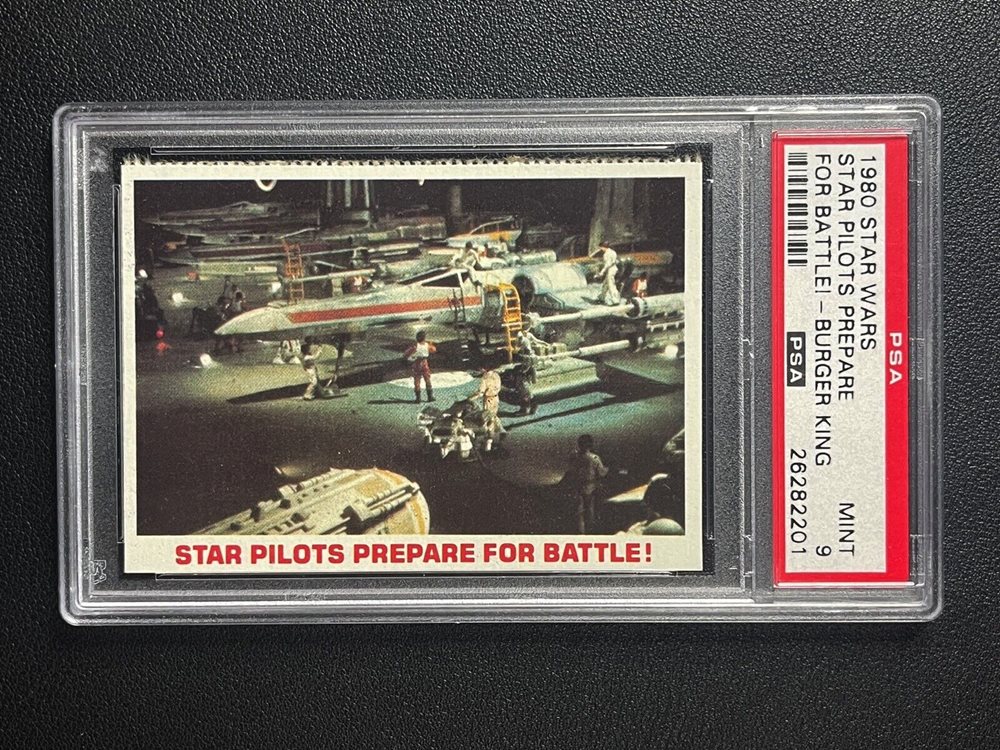 STAR PILOTS PREPARE FOR BATTLE!
PSA
1980 STAR WARS
STAR PILOTS PREPARE MINT
FOR BATTLE! - BURGER KING 9
PSA 26282201